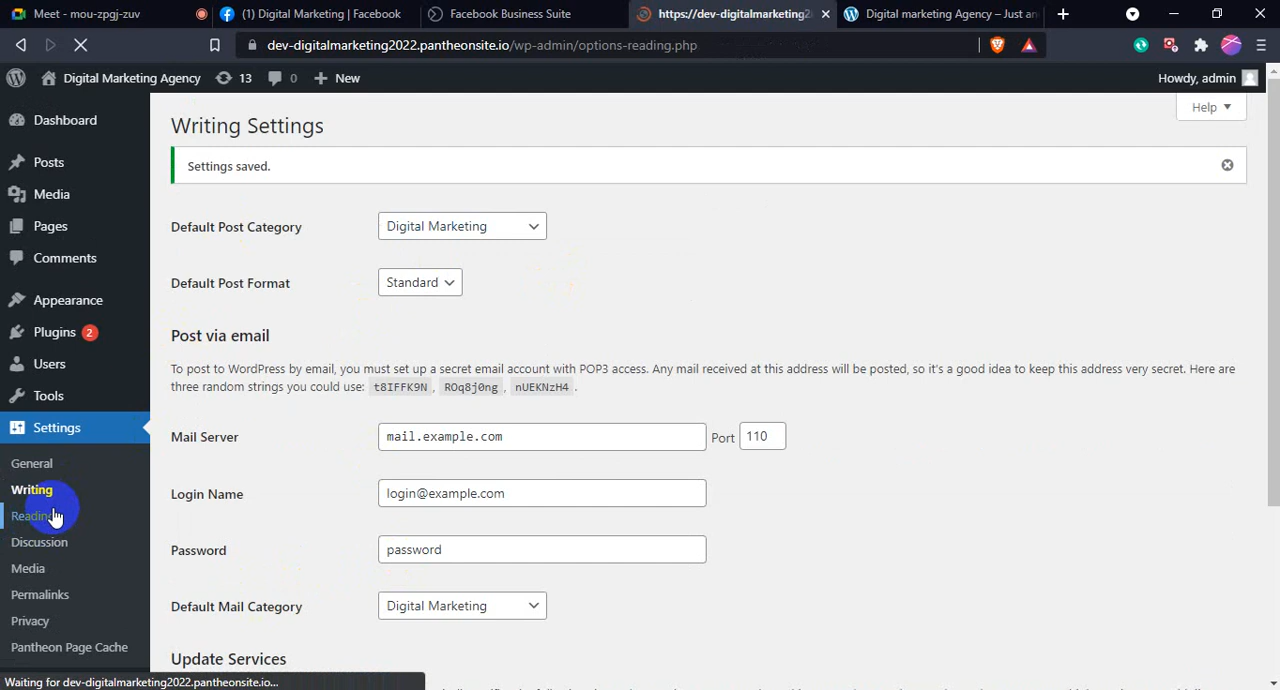 Meet - mou-zpgj-zuv
(1) Digital Marketing | Facebook
Facebook Business Suite
https://dev-digitalmarketing2
Digital marketing Agency – Just an
dev-digitalmarketing2022.pantheonsite.io/wp-admin/options-reading.php
Digital Marketing Agency 13 0 New
Howdy, admin
Help
Dashboard
Posts
Media
Pages
Comments
Appearance
Plugins 2
Users
Tools
Settings
General
Writing
Reading
Discussion
Media
Permalinks
Privacy
Pantheon Page Cache
Writing Settings
Settings saved.
Default Post Category Digital Marketing
Default Post Format Standard
Post via email
To post to WordPress by email, you must set up a secret email account with POP3 access. Any mail received at this address will be posted, so it's a good idea to keep this address very secret. Here are
three random strings you could use: t8IFFK9N , ROq8j0ng , nUEKNzH4 .
Mail Server mail.example.com Port 110
Login Name login@example.com
Password password
Default Mail Category Digital Marketing
Update Services
Waiting for dev-digitalmarketing2022.pantheonsite.io...